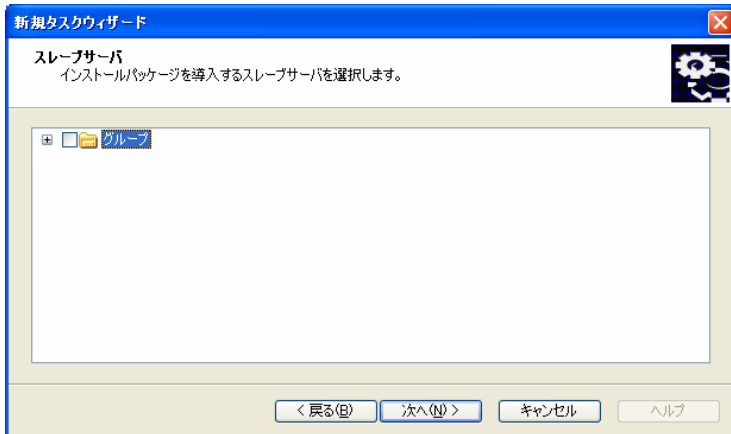 新規タスクウィザード
スレーブサーバ
インストールパッケージを導入するスレーブサーバを選択します。
グループ
< 戻る(B) 次へ(N) > キャンセル ヘルプ